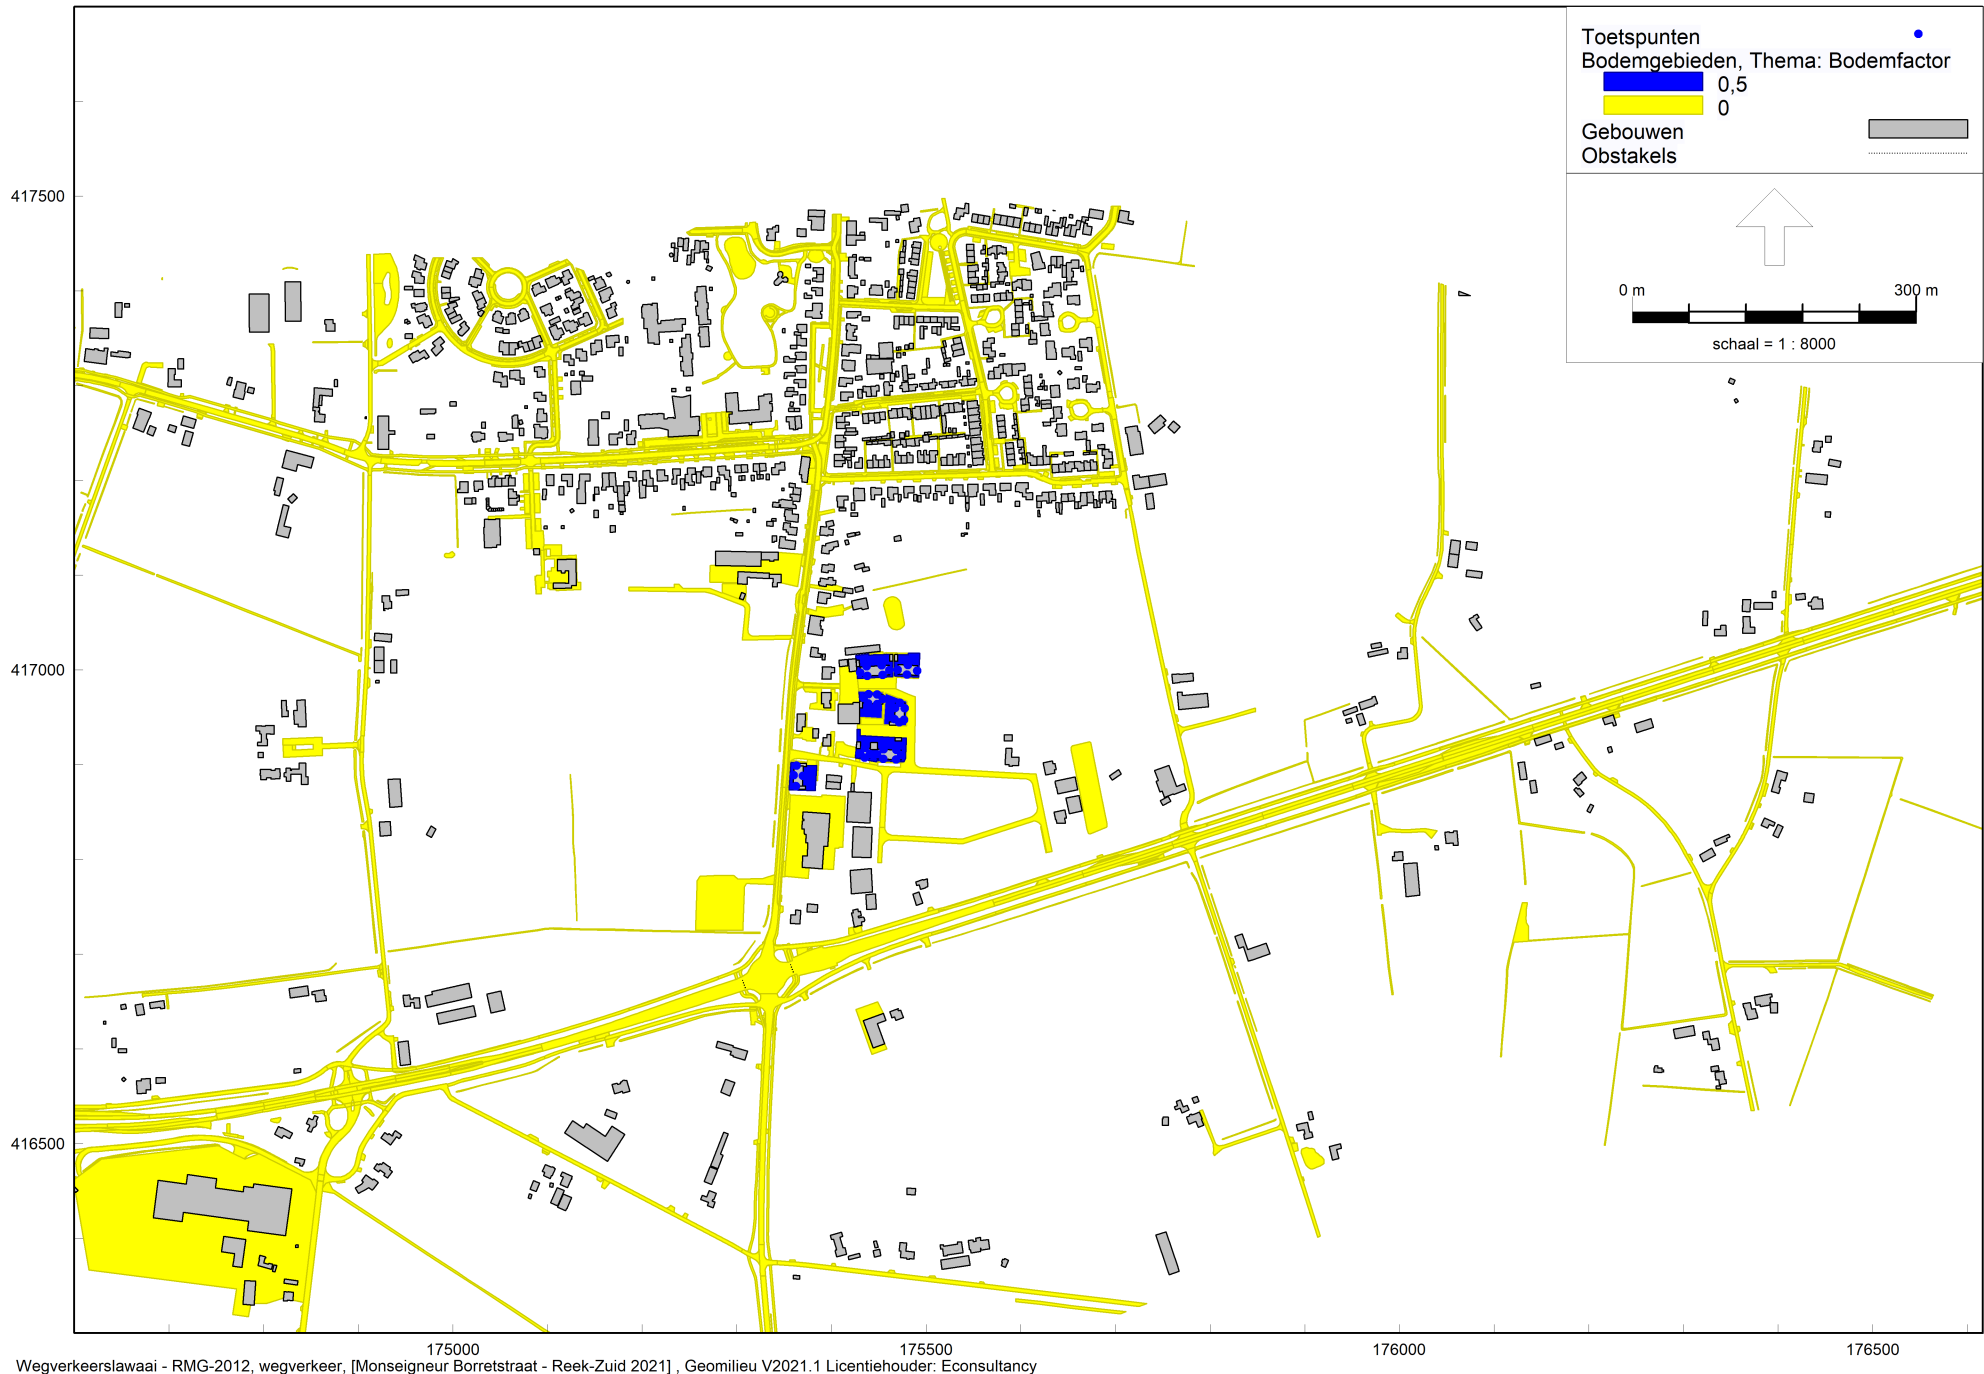 Toetspunten
Bodemgebieden, Thema: Bodemfactor
0,5
0
Gebouwen
Obstakels
0 m 300 m
schaal = 1 : 8000
417500
417000
416500
175000 175500 176000 176500
Wegverkeerslawaai - RMG-2012, wegverkeer, [Monseigneur Borretstraat - Reek-Zuid 2021] , Geomilieu V2021.1 Licentiehouder: Econsultancy